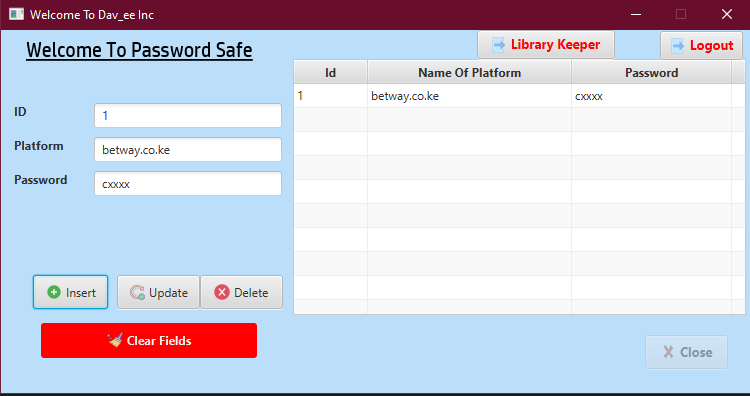 Welcome To Dav_ee Inc
Welcome To Password Safe
Library Keeper
Logout
Id Name Of Platform Password
1 betway.co.ke cxxxx
ID 1
Platform betway.co.ke
Password cxxxx
Insert Update Delete
Clear Fields
Close